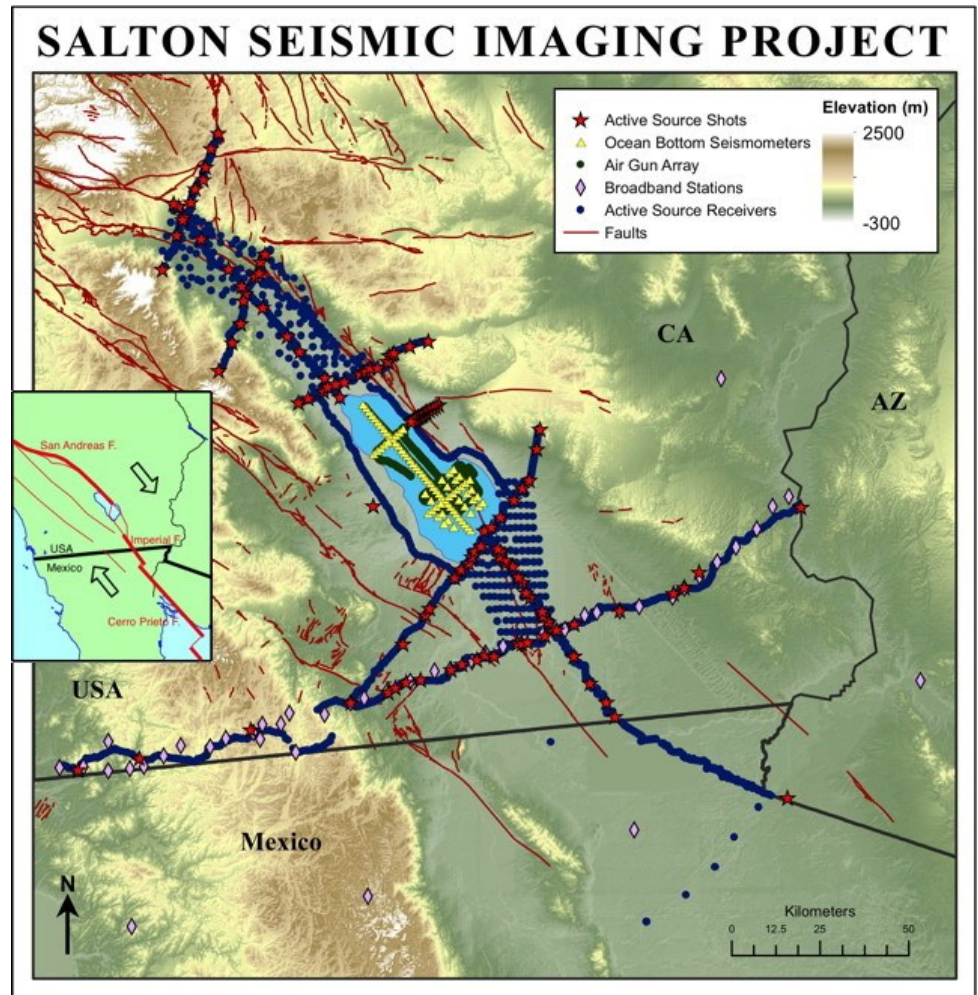 SALTON SEISMIC IMAGING PROJECT
Active Source Shots
Ocean Bottom Seismometers
Air Gun Array
Broadband Stations
Active Source Receivers
Faults
Elevation (m)
2500
-300
CA
AZ
San Andreas F.
USA
Mexico
Imperial F.
Cerro Prieto F.
USA
Mexico
N
Kilometers
0 12.5 25 50